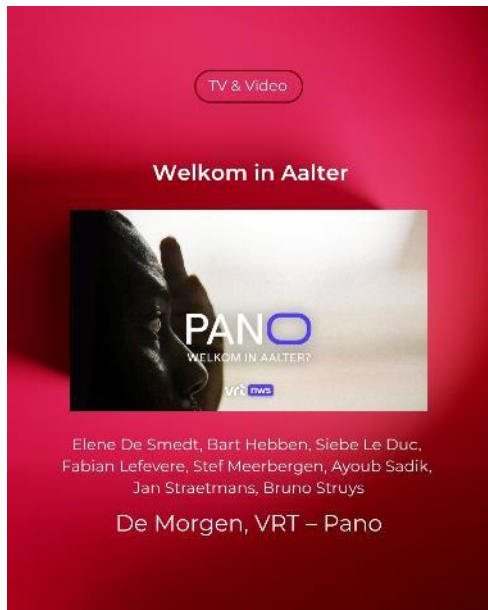 TV & Video
Welkom in Aalter
PANO
WELKOM IN AALTER?
vrt nws
Elene De Smedt, Bart Hebben, Siebe Le Duc,
Fabian Lefevere, Stef Meerbergen, Ayoub Sadik,
Jan Straetmans, Bruno Struys
De Morgen, VRT – Pano